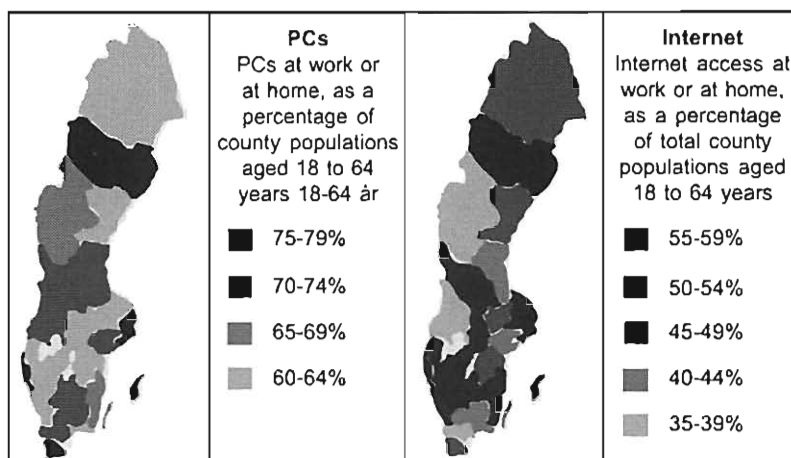 PCs
PCs at work or
at home, as a
percentage of
county populations
aged 18 to 64
years 18-64 år
75-79%
70-74%
65-69%
60-64%
Internet
Internet access at
work or at home,
as a percentage
of total county
populations aged
18 to 64 years
55-59%
50-54%
45-49%
40-44%
35-39%